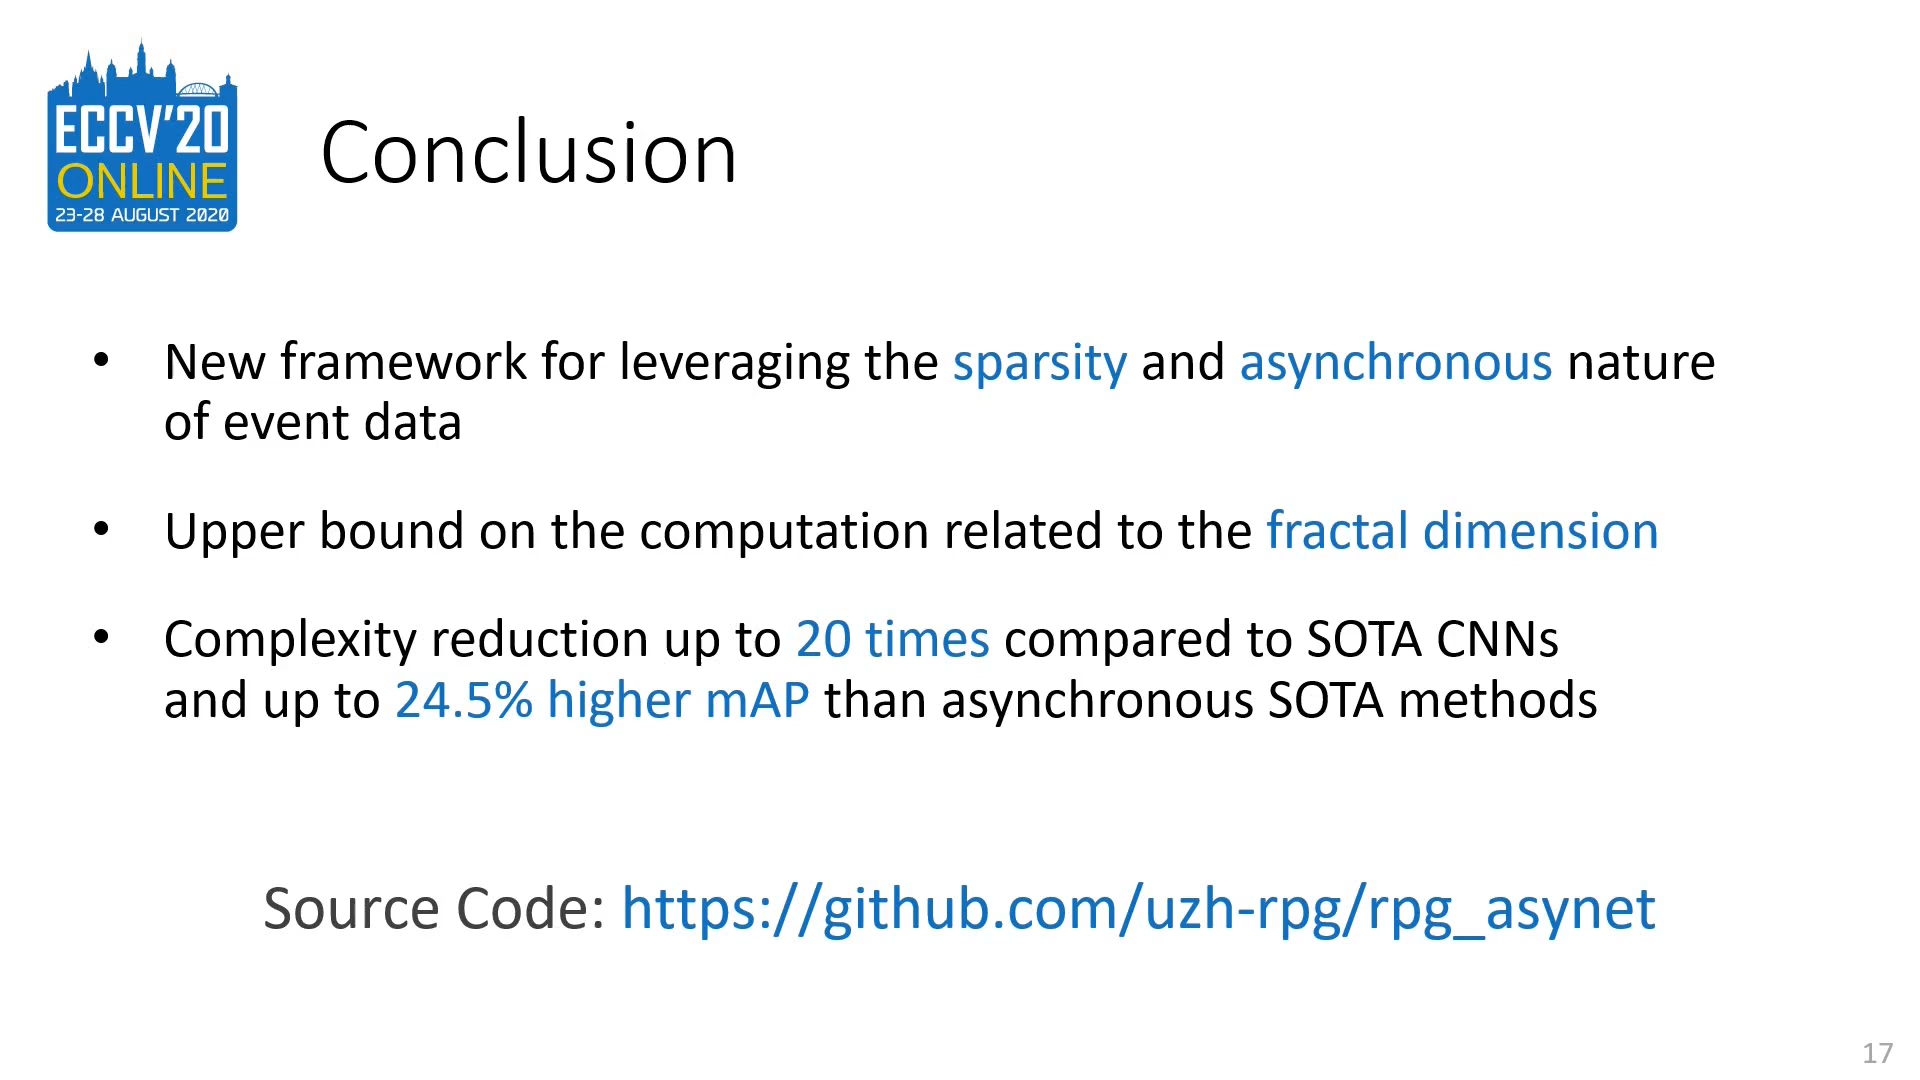 ECCV'20
ONLINE
23-28 AUGUST 2020
Conclusion
• New framework for leveraging the sparsity and asynchronous nature
of event data
• Upper bound on the computation related to the fractal dimension
• Complexity reduction up to 20 times compared to SOTA CNNs
and up to 24.5% higher mAP than asynchronous SOTA methods
Source Code: https://github.com/uzh-rpg/rpg_asynet
17